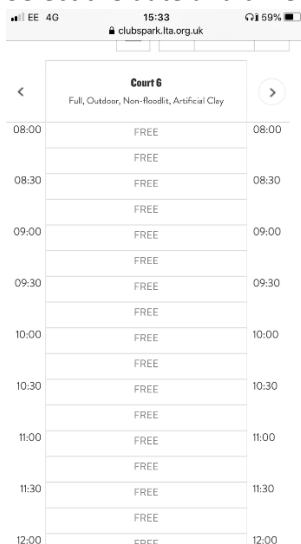 EE 4G 15:33 59%
clubspark.lta.org.uk
Court 6
Full, Outdoor, Non-floodlit, Artificial Clay
08:00 FREE 08:00
FREE
08:30 FREE 08:30
FREE
09:00 FREE 09:00
FREE
09:30 FREE 09:30
FREE
10:00 FREE 10:00
FREE
10:30 FREE 10:30
FREE
11:00 FREE 11:00
FREE
11:30 FREE 11:30
FREE
12:00 FREE 12:00